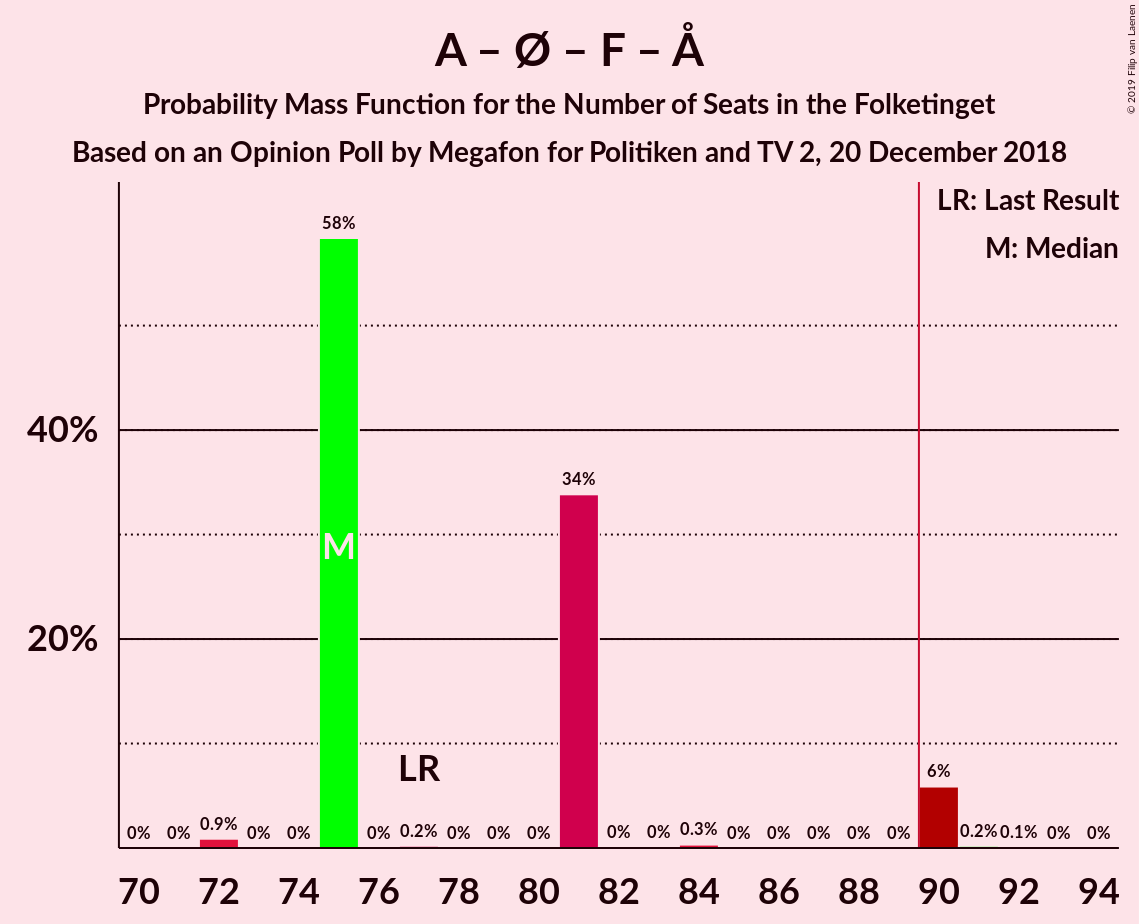 A – Ø – F – Å
Probability Mass Function for the Number of Seats in the Folketinget
Based on an Opinion Poll by Megafon for Politiken and TV 2, 20 December 2018
© 2019 Filip van Laenen
LR: Last Result
M: Median
58%
40%
34%
M
20%
LR
6%
0% 0% 0.9% 0% 0% 0% 0.2% 0% 0% 0% 0% 0% 0.3% 0% 0% 0% 0% 0% 0.2% 0.1% 0% 0%
70 72 74 76 78 80 82 84 86 88 90 92 94